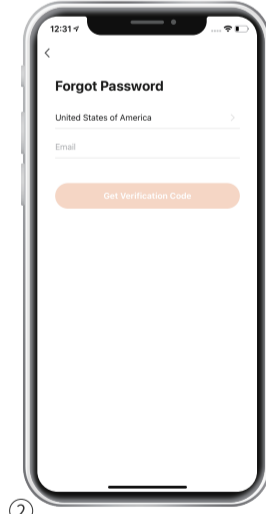 12:31
Forgot Password
United States of America
Email
Get Verification Code
②